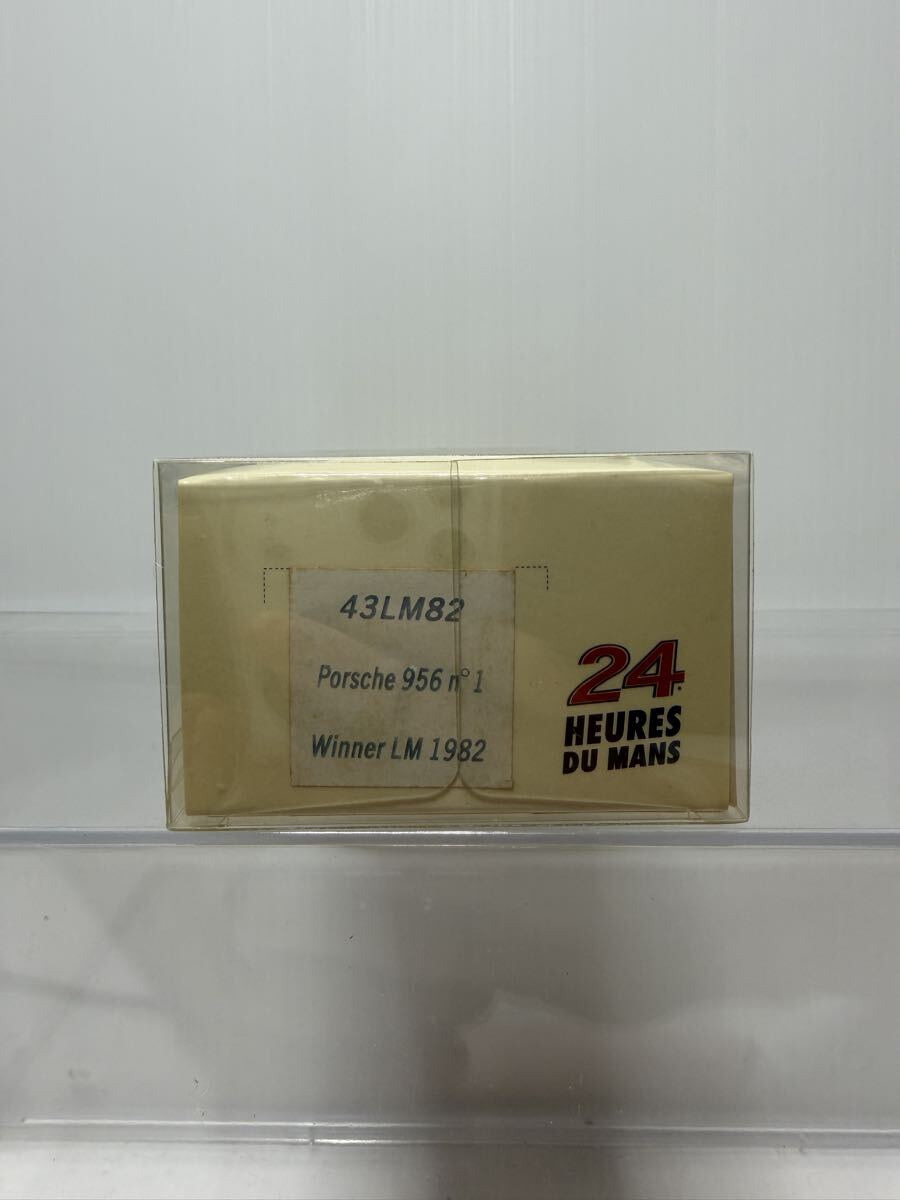 43LM82
Porsche 956 n° 1
Winner LM 1982
24
HEURES
DU MANS